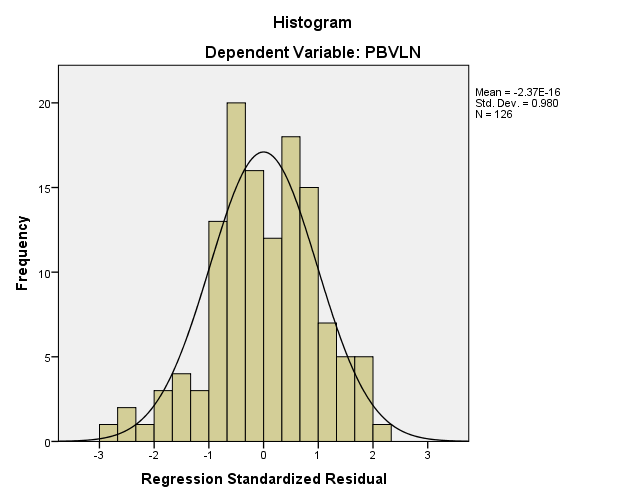 Histogram
Dependent Variable: PBVLN
Mean = -2.37E-16
Std. Dev. = 0.980
N = 126
Frequency
20
15
10
5
0
-3 -2 -1 0 1 2 3
Regression Standardized Residual